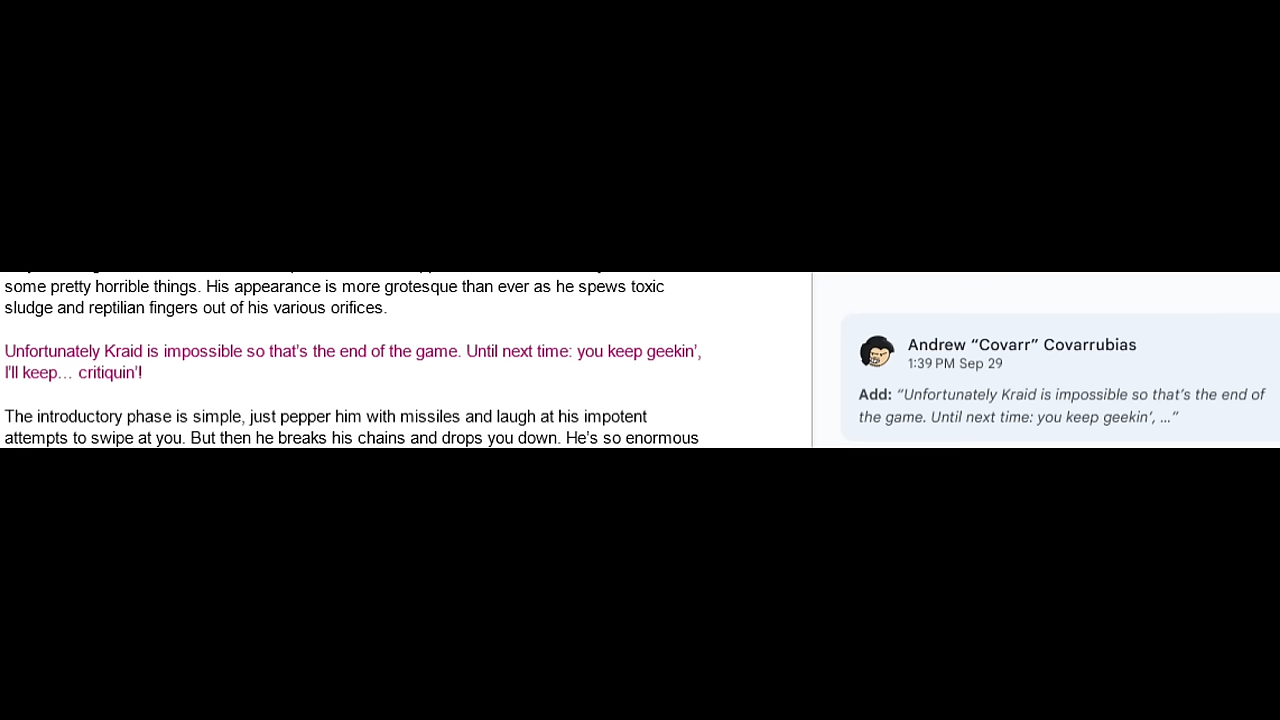 some pretty horrible things. His appearance is more grotesque than ever as he spews toxic
sludge and reptilian fingers out of his various orifices.
Unfortunately Kraid is impossible so that’s the end of the game. Until next time: you keep geekin’,
I’ll keep… critiquin’!
The introductory phase is simple, just pepper him with missiles and laugh at his impotent
attempts to swipe at you. But then he breaks his chains and drops you down. He’s so enormous
Andrew “Covarr” Covarrubias
1:39 PM Sep 29
Add: “Unfortunately Kraid is impossible so that’s the end of
the game. Until next time: you keep geekin’, …”